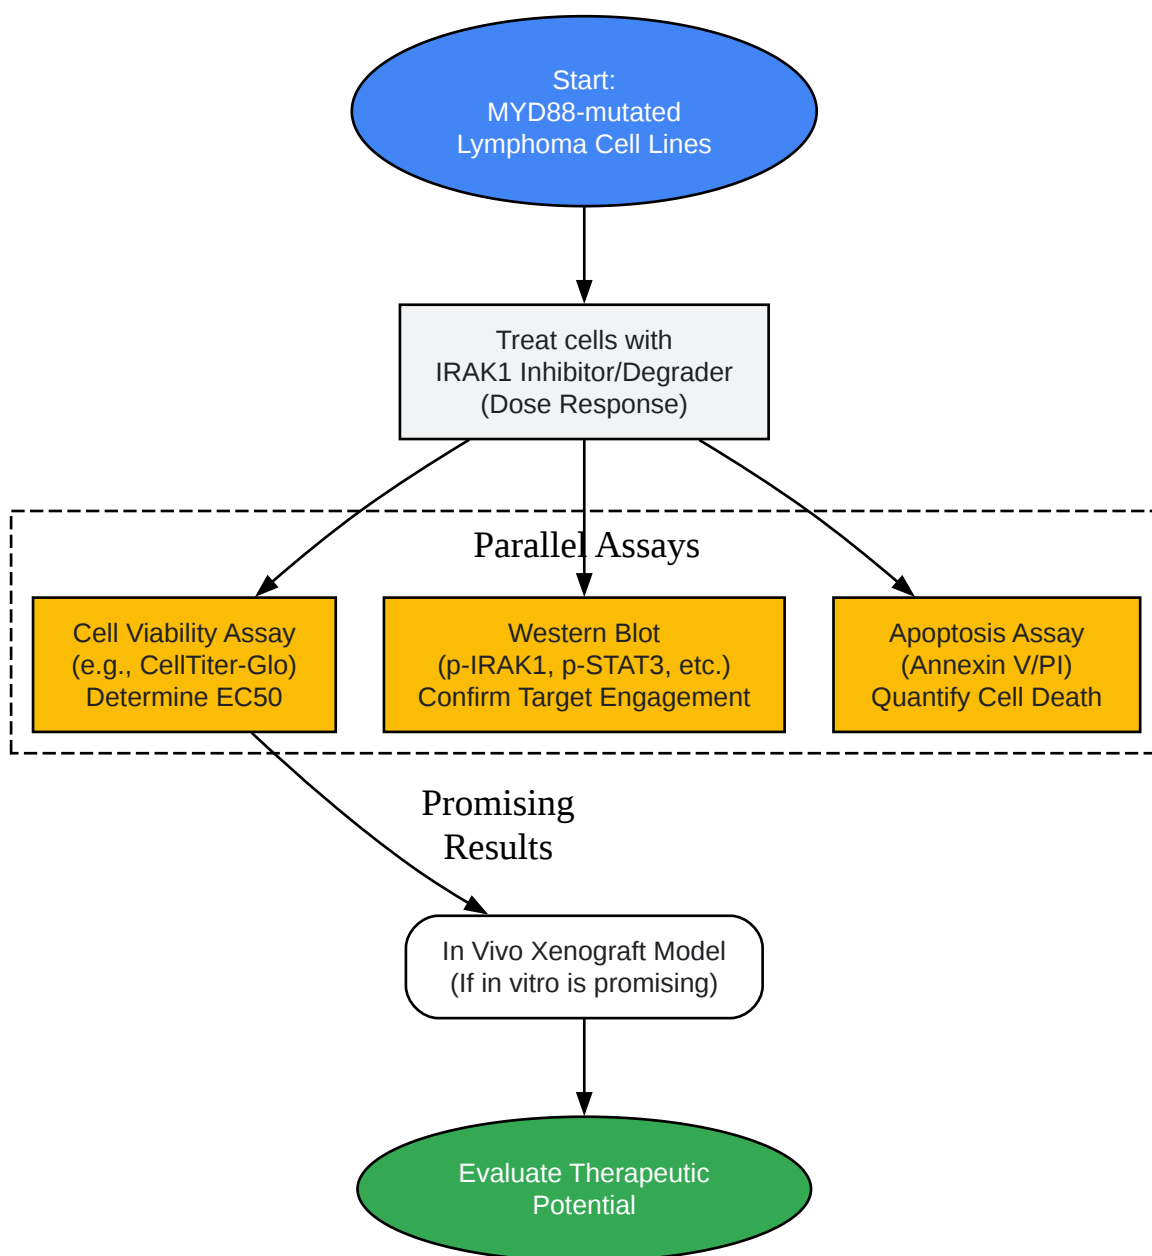 Start:
MYD88-mutated
Lymphoma Cell Lines
Treat cells with
IRAK1 Inhibitor/Degrader
(Dose Response)
Parallel Assays
Cell Viability Assay
(e.g., CellTiter-Glo)
Determine EC50
Western Blot
(p-IRAK1, p-STAT3, etc.)
Confirm Target Engagement
Apoptosis Assay
(Annexin V/PI)
Quantify Cell Death
Promising
Results
In Vivo Xenograft Model
(If in vitro is promising)
Evaluate Therapeutic
Potential